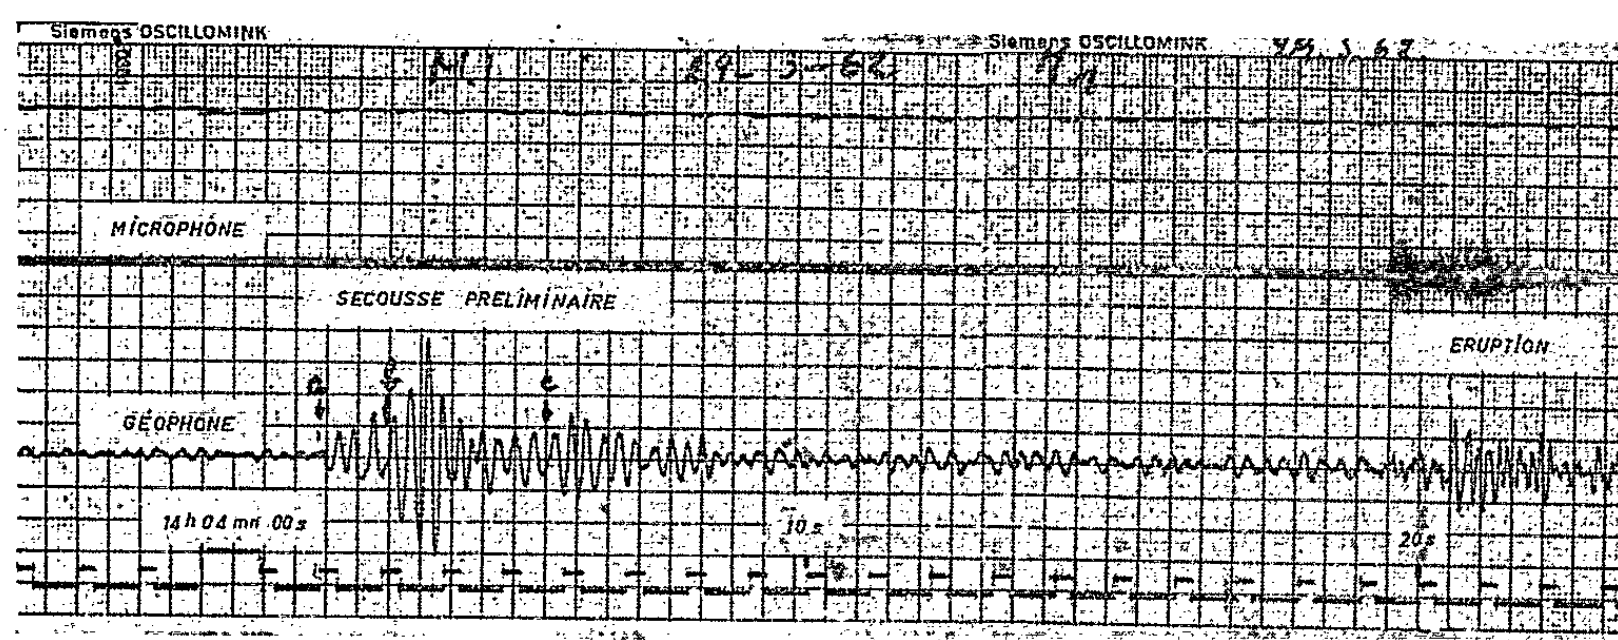 Siemens OSCILLOMINK
Siemens OSCILLOMINK
MICROPHONE
SECOUSSE PRELIMINAIRE
ERUPTION
GEOPHONE
14 h 04 mn 00 s
10 s
20 s